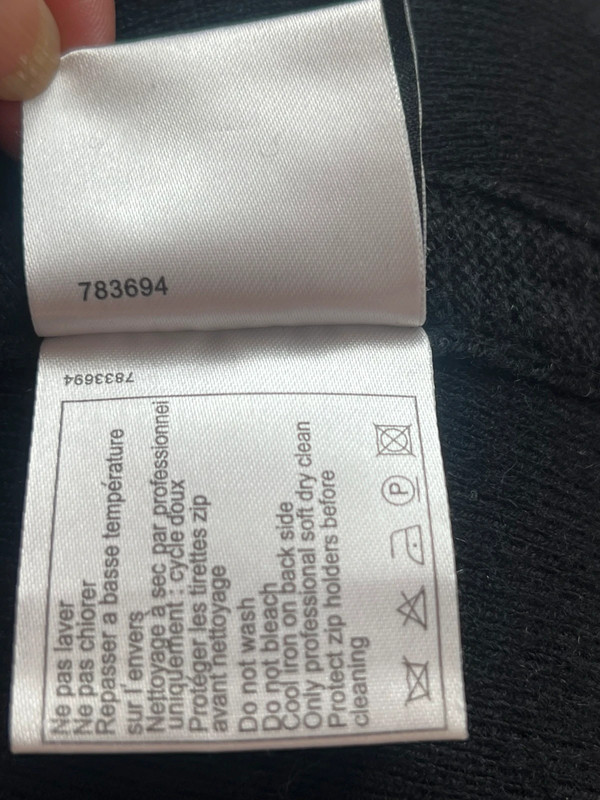 783694
7833694
Ne pas laver
Ne pas chlorer
Repasser a basse température
sur l'envers
Nettoyage à sec par professionnel
uniquement : cycle doux
Protéger les tirettes zip
avant nettoyage
Do not wash
Do not bleach
Cool iron on back side
Only professional soft dry clean
Protect zip holders before
cleaning
P